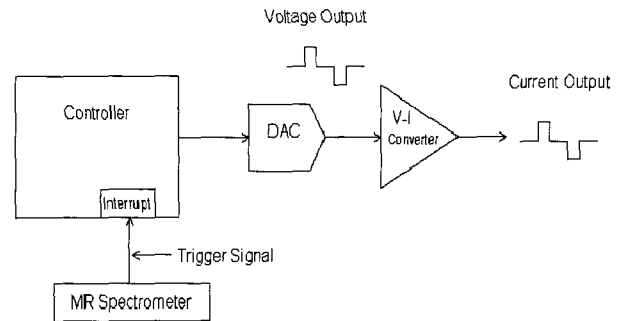 Voltage Output
Current Output
Controller
DAC
V-I
Converter
Interrupt
Trigger Signal
MR Spectrometer